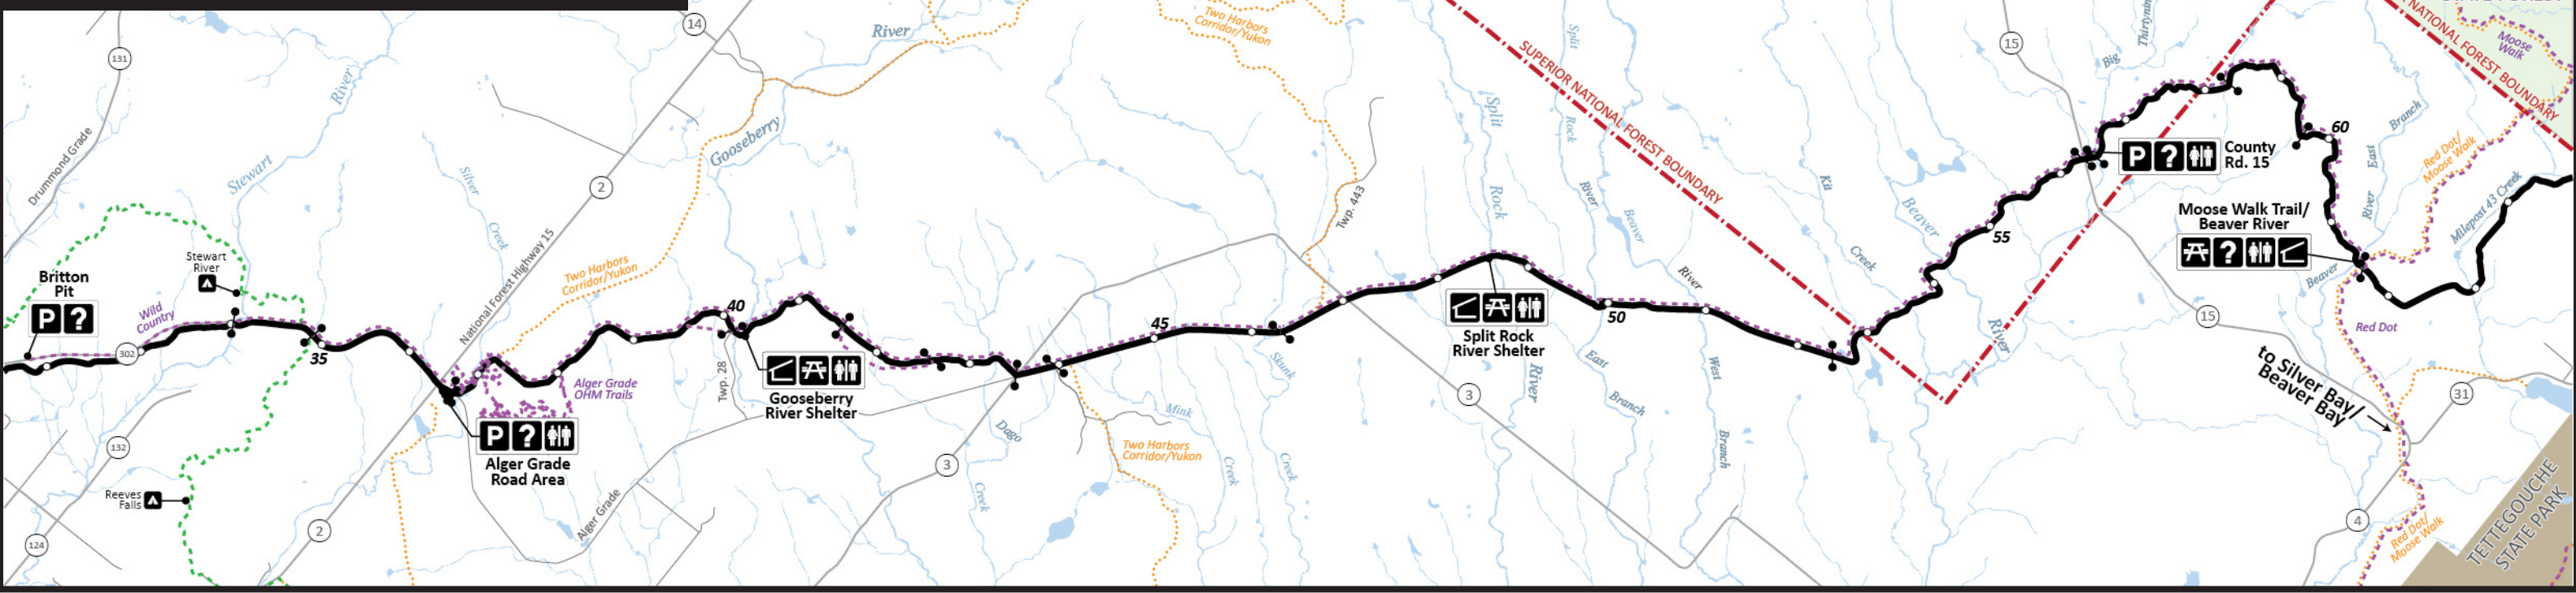 14
River
Two Harbors
Corridor/Yukon
Split
Rock
River
SUPERIOR NATIONAL FOREST BOUNDARY
15
Big
NATIONAL FOREST BOUNDARY
Moose
Walk
131
River
Stewart
Drummond Grade
Gooseberry
2
Silver
Creek
National Forest Highway 15
Two Harbors
Corridor/Yukon
Split
Rock
River
Twp. 443
Beaver
River
Kit
Creek
Beaver
River
P ?
County
Rd. 15
60
East
Branch
River
Beaver
Red Dot/
Moose Walk
Milepost 43 Creek
Moose Walk Trail/
Beaver River
?
Britton
Pit
P ?
Stewart
River
Wild
Country
302
35
40
45
50
55
Twp. 28
Gooseberry
River Shelter
Alger Grade
OHM Trails
P ?
Alger Grade
Road Area
Alger Grade
Split Rock
River Shelter
Skunk
Creek
Mink
Creek
Dago
Creek
Two Harbors
Corridor/Yukon
3
3
East
Branch
West
Branch
15
Red Dot
to Silver Bay/
Beaver Bay
31
4
Red Dot/
Moose Walk
TETTEGOUCHE
STATE PARK
132
Reeves
Falls
124
2